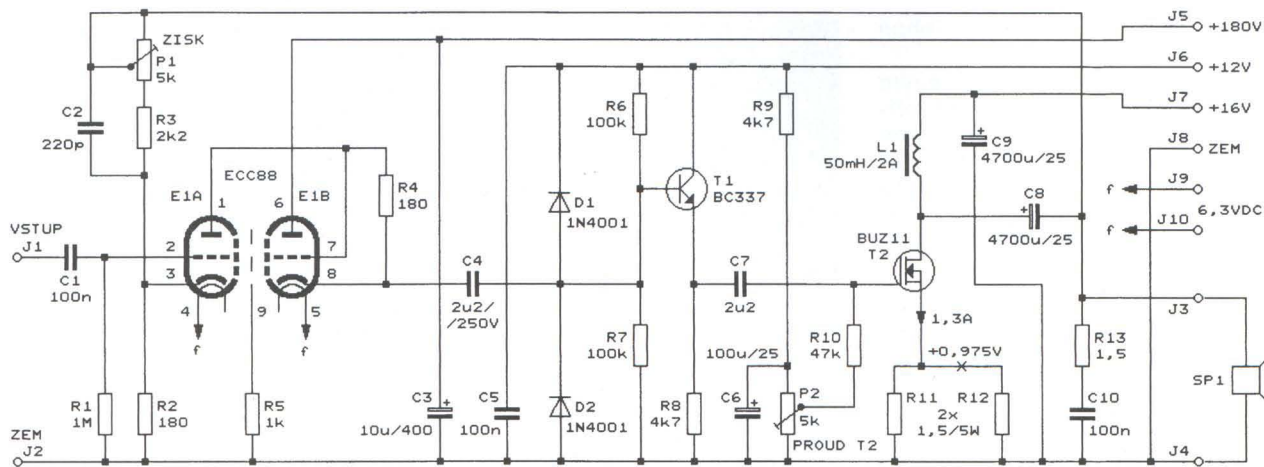 J5
+180V
ZISK
P1
5k
J6
+12V
R6
100k
R9
4k7
J7
+16V
C2
220p
R3
2k2
L1
50mH/2A
C9
4700u/25
J8
ZEM
ECC88
E1A
1
6
E1B
R4
180
D1
1N4001
T1
BC337
C8
4700u/25
J9
f
6,3VDC
J10
f
VSTUP
J1
C1
100n
2
3
4
f
7
8
9
5
f
C4
2u2/
/250V
C7
2u2
BUZ11
T2
1,3A
J3
R7
100k
R10
47k
+0,975V
R13
1,5
100u/25
R1
1M
R2
180
R5
1k
C3
10u/400
C5
100n
D2
1N4001
R8
4k7
C6
P2
5k
PROUD T2
R11
2x
1,5/5W
R12
C10
100n
SP1
ZEM
J2
J4